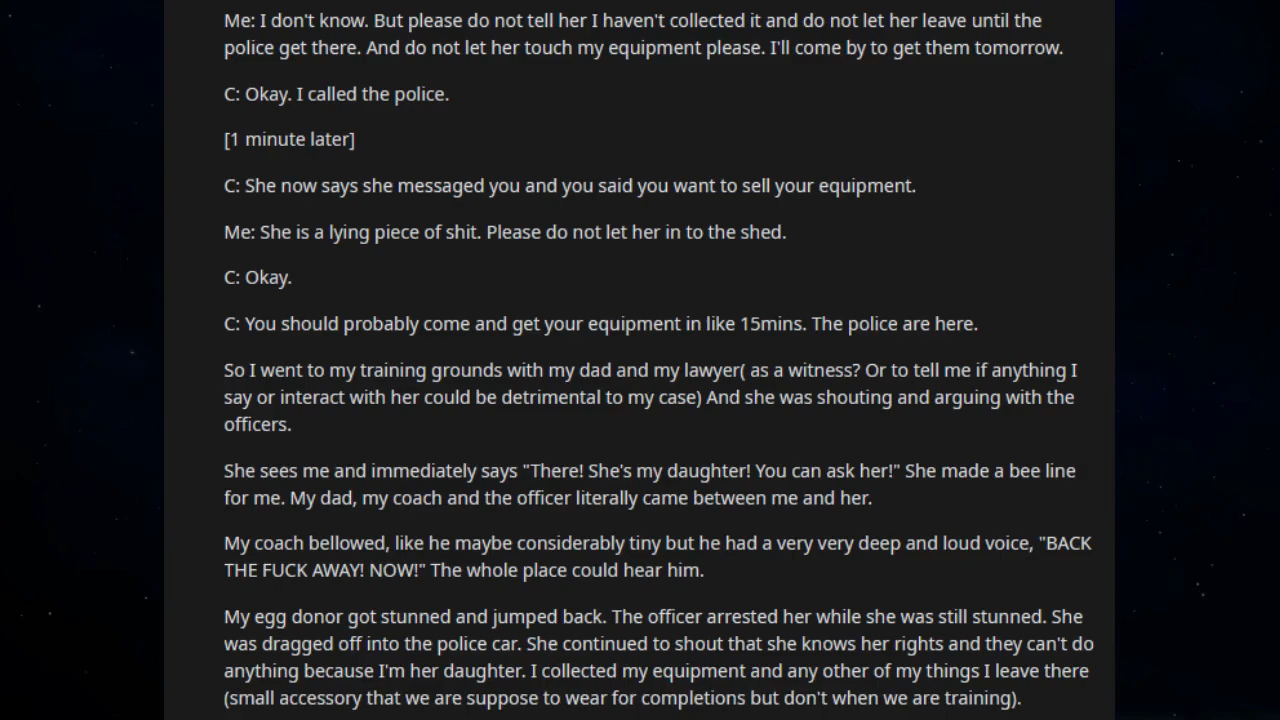 Me: I don't know. But please do not tell her I haven't collected it and do not let her leave until the
police get there. And do not let her touch my equipment please. I'll come by to get them tomorrow.
C: Okay. I called the police.
[1 minute later]
C: She now says she messaged you and you said you want to sell your equipment.
Me: She is a lying piece of shit. Please do not let her in to the shed.
C: Okay.
C: You should probably come and get your equipment in like 15mins. The police are here.
So I went to my training grounds with my dad and my lawyer( as a witness? Or to tell me if anything I
say or interact with her could be detrimental to my case) And she was shouting and arguing with the
officers.
She sees me and immediately says "There! She's my daughter! You can ask her!" She made a bee line
for me. My dad, my coach and the officer literally came between me and her.
My coach bellowed, like he maybe considerably tiny but he had a very very deep and loud voice, "BACK
THE FUCK AWAY! NOW!" The whole place could hear him.
My egg donor got stunned and jumped back. The officer arrested her while she was still stunned. She
was dragged off into the police car. She continued to shout that she knows her rights and they can't do
anything because I'm her daughter. I collected my equipment and any other of my things I leave there
(small accessory that we are suppose to wear for completions but don't when we are training).